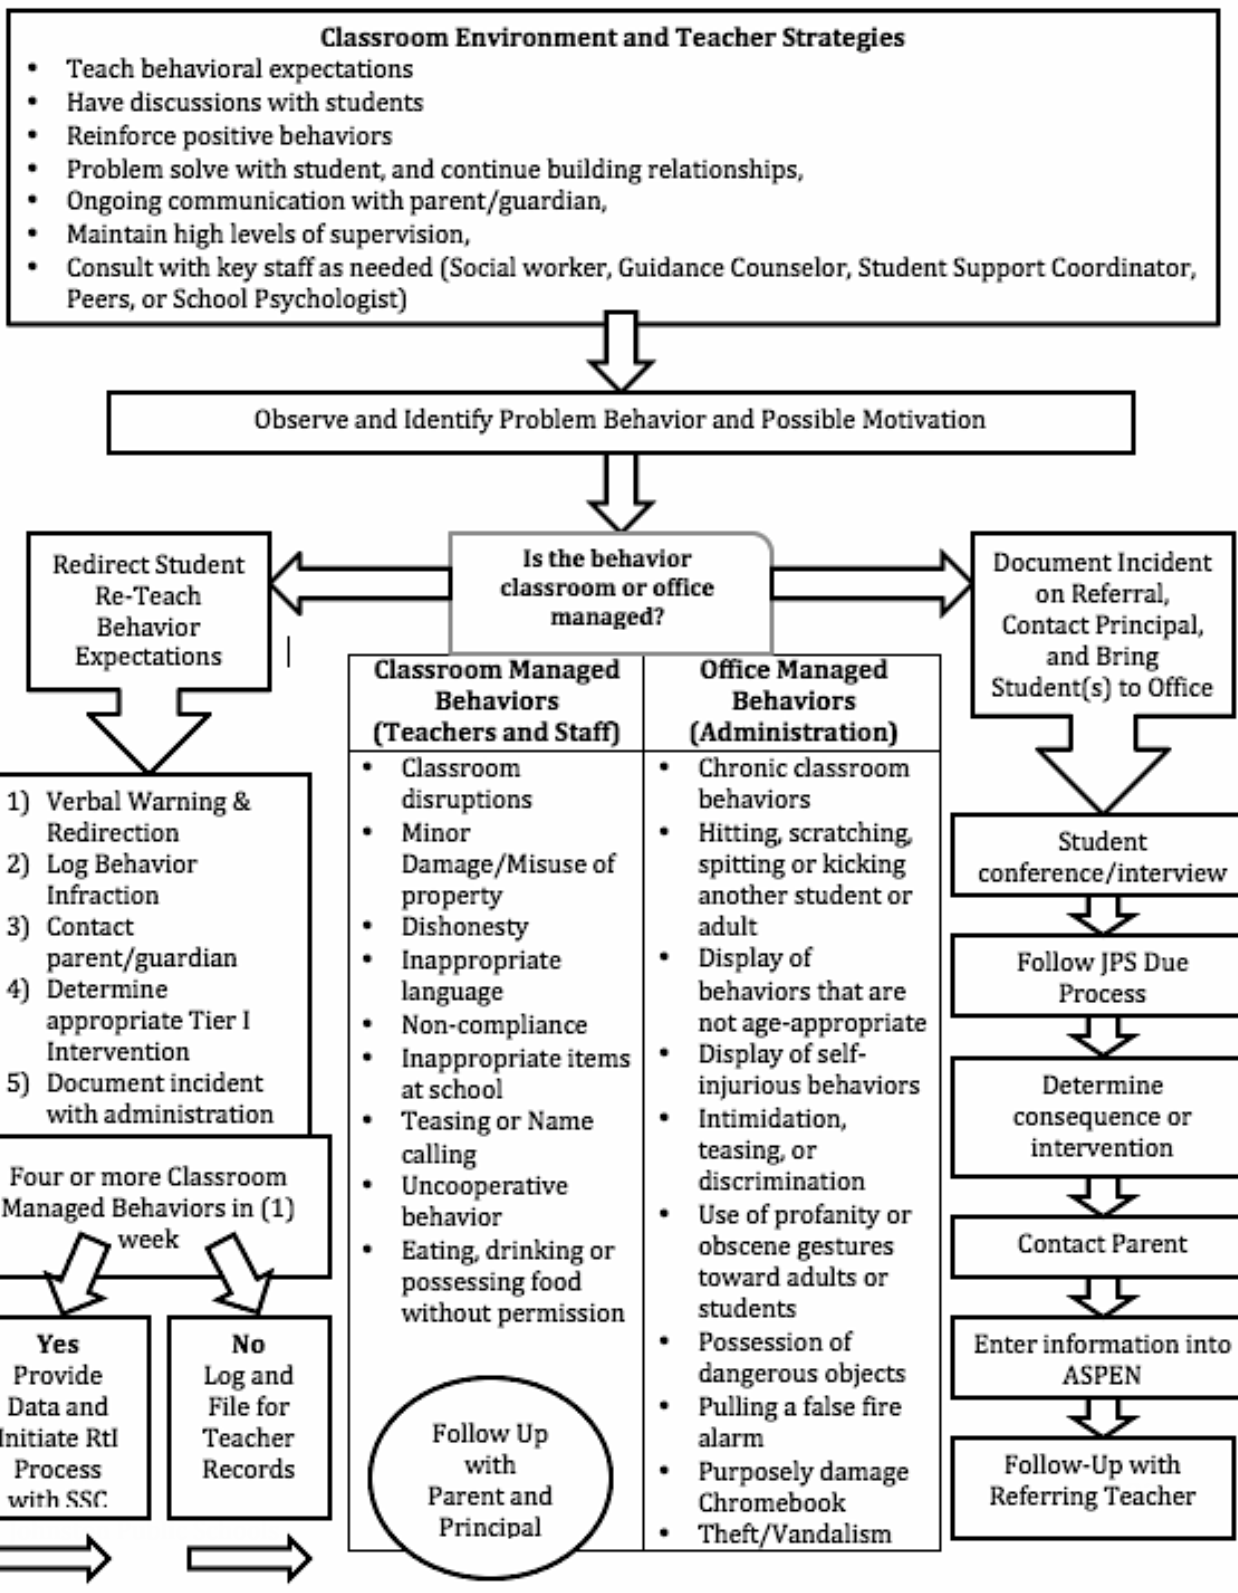 Classroom Environment and Teacher Strategies
• Teach behavioral expectations
• Have discussions with students
• Reinforce positive behaviors
• Problem solve with student, and continue building relationships,
• Ongoing communication with parent/guardian,
• Maintain high levels of supervision,
• Consult with key staff as needed (Social worker, Guidance Counselor, Student Support Coordinator,
Peers, or School Psychologist)
Observe and Identify Problem Behavior and Possible Motivation
Is the behavior
classroom or office
managed?
Redirect Student
Re-Teach
Behavior
Expectations
1) Verbal Warning &
Redirection
2) Log Behavior
Infraction
3) Contact
parent/guardian
4) Determine
appropriate Tier I
Intervention
5) Document incident
with administration
Four or more Classroom
Managed Behaviors in (1)
week
Yes
Provide
Data and
Initiate RtI
Process
with SSC
No
Log and
File for
Teacher
Records
Classroom Managed
Behaviors
(Teachers and Staff)
• Classroom
disruptions
• Minor
Damage/Misuse of
property
• Dishonesty
• Inappropriate
language
• Non-compliance
• Inappropriate items
at school
• Teasing or Name
calling
• Uncooperative
behavior
• Eating, drinking or
possessing food
without permission
Follow Up
with
Parent and
Principal
Office Managed
Behaviors
(Administration)
• Chronic classroom
behaviors
• Hitting, scratching,
spitting or kicking
another student or
adult
• Display of
behaviors that are
not age-appropriate
• Display of self-
injurious behaviors
• Intimidation,
teasing, or
discrimination
• Use of profanity or
obscene gestures
toward adults or
students
• Possession of
dangerous objects
• Pulling a false fire
alarm
• Purposely damage
Chromebook
• Theft/Vandalism
Document Incident
on Referral,
Contact Principal,
and Bring
Student(s) to Office
Student
conference/interview
Follow JPS Due
Process
Determine
consequence or
intervention
Contact Parent
Enter information into
ASPEN
Follow-Up with
Referring Teacher